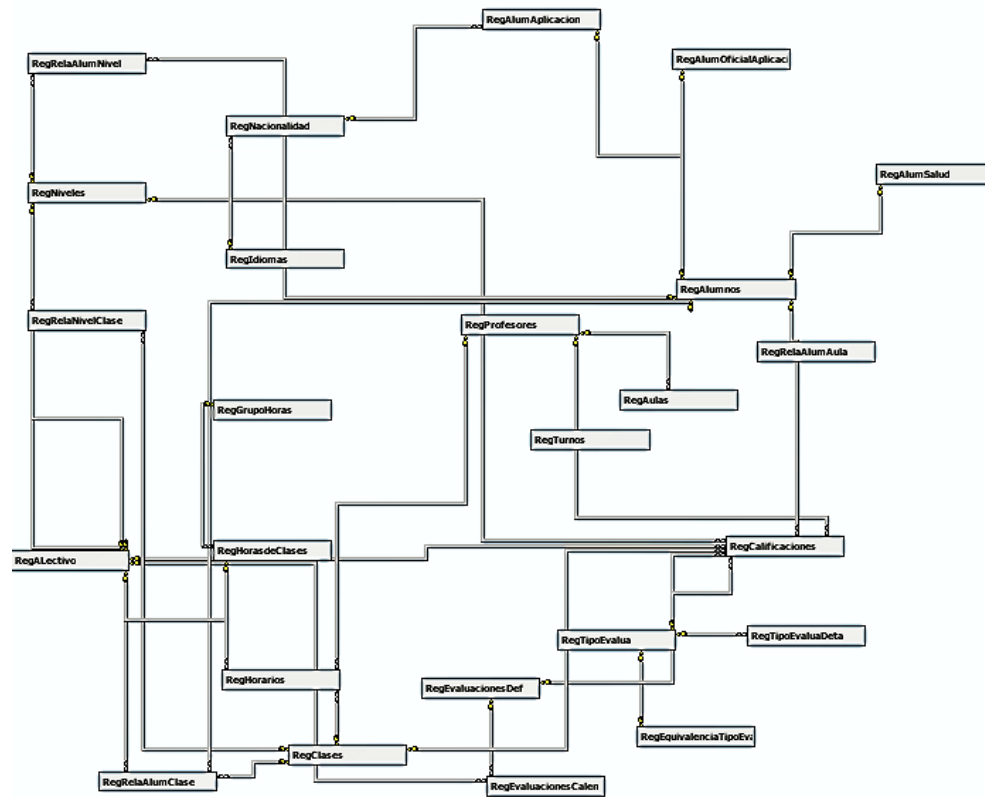 RegAlumAplicacion
RegRelaAlumNivel
RegAlumOficialAplicaci
RegNacionalidad
RegAlumSalud
RegNiveles
RegIdiomas
RegAlumnos
RegRelaNivelClase
RegProfesores
RegRelaAlumAula
RegAulas
RegGrupoHoras
RegTurnos
RegHorasdeClases
RegCalificaciones
RegALectivo
RegTipoEvalua
RegTipoEvaluaDeta
RegHorarios
RegEvaluacionesDef
RegEquivalenciaTipoEva
RegClases
RegRelaAlumClase
RegEvaluacionesCalen